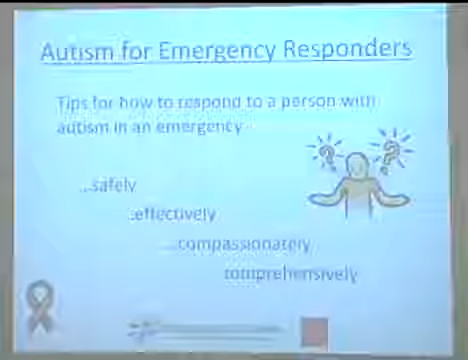 Autism for Emergency Responders
Tips for how to respond to a person with
autism in an emergency
...safely
...effectively
...compassionately
comprehensively
? ?